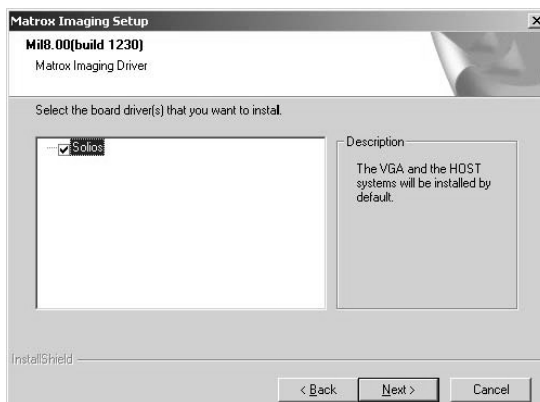 Matrox Imaging Setup
Mil8.00(build 1230)
Matrox Imaging Driver
Select the board driver(s) that you want to instal.
Solios
Description
The VGA and the HOST
systems will be installed by
default.
InstallShield
< Back
Next >
Cancel